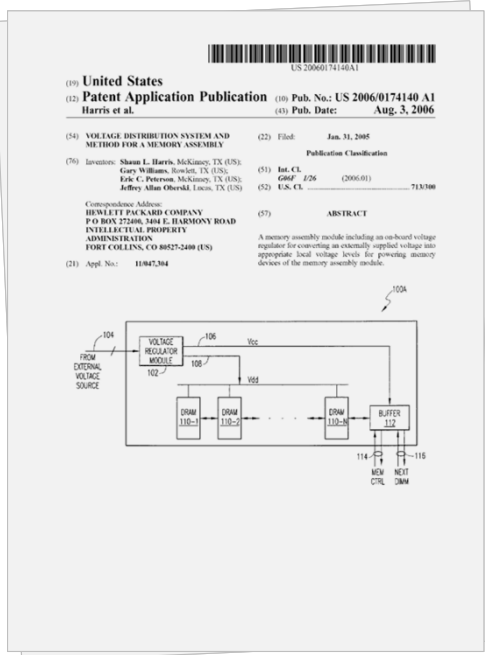 US 20060174140A1
(19) United States
(12) Patent Application Publication (10) Pub. No.: US 2006/0174140 A1
Harris et al. (43) Pub. Date: Aug. 3, 2006
(54) VOLTAGE DISTRIBUTION SYSTEM AND
METHOD FOR A MEMORY ASSEMBLY
(76) Inventors: Shaun L. Harris, McKinney, TX (US);
Gary Williams, Rowlett, TX (US);
Eric C. Peterson, McKinney, TX (US);
Jeffrey Allan Oberski, Lucas, TX (US)
Correspondence Address:
HEWLETT PACKARD COMPANY
P O BOX 272400, 3404 E. HARMONY ROAD
INTELLECTUAL PROPERTY
ADMINISTRATION
FORT COLLINS, CO 80527-2400 (US)
(21) Appl. No.: 11/047,304
(22) Filed: Jan. 31, 2005
Publication Classification
(51) Int. Cl.
G06F 1/26 (2006.01)
(52) U.S. Cl. 713/300
(57) ABSTRACT
A memory assembly module including an on-board voltage
regulator for converting an externally supplied voltage into
appropriate local voltage levels for powering memory
devices of the memory assembly module.
100A
104
FROM
EXTERNAL
VOLTAGE
SOURCE
VOLTAGE
REGULATOR
MODULE
102
106
Vcc
108
Vdd
DRAM
110-1
DRAM
110-2
DRAM
110-N
BUFFER
112
114
116
MEM
CTRL
NEXT
DIMM